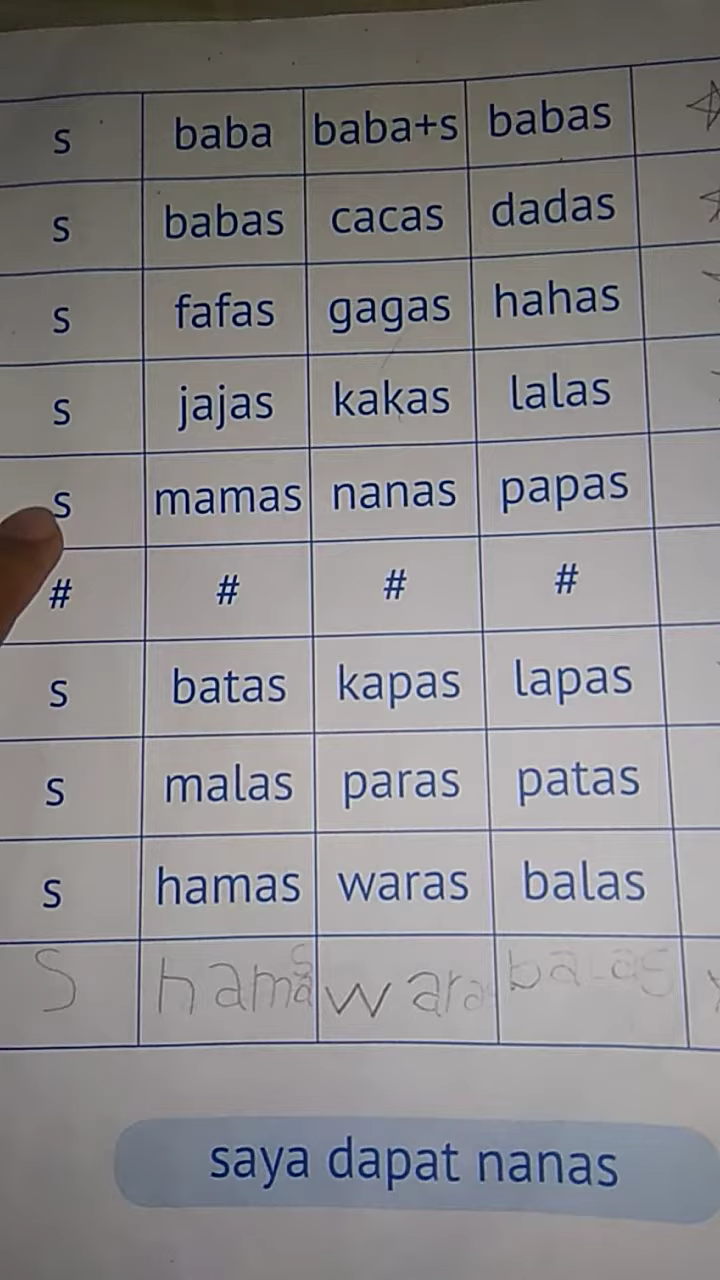 s baba baba+s babas
s babas cacas dadas
s fafas gagas hahas
s jajas kakas lalas
s mamas nanas papas
# # # #
s batas kapas lapas
s malas paras patas
s hamas waras balas
S hamas wara balas
saya dapat nanas